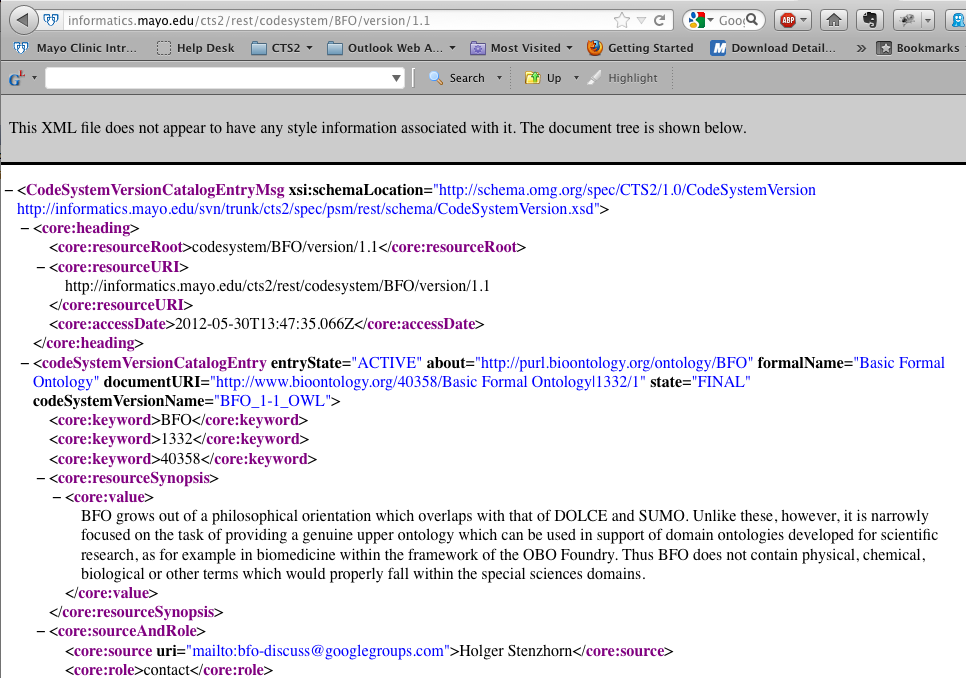 informatics.mayo.edu/cts2/rest/codesystem/BFO/version/1.1 Goo ABP
Mayo Clinic Intr... Help Desk CTS2 Outlook Web A... Most Visited Getting Started Download Detail... » Bookmarks
Search Up Highlight
This XML file does not appear to have any style information associated with it. The document tree is shown below.
– <CodeSystemVersionCatalogEntryMsg xsi:schemaLocation="http://schema.omg.org/spec/CTS2/1.0/CodeSystemVersion
http://informatics.mayo.edu/svn/trunk/cts2/spec/psm/rest/schema/CodeSystemVersion.xsd">
– <core:heading>
<core:resourceRoot>codesystem/BFO/version/1.1</core:resourceRoot>
– <core:resourceURI>
http://informatics.mayo.edu/cts2/rest/codesystem/BFO/version/1.1
</core:resourceURI>
<core:accessDate>2012-05-30T13:47:35.066Z</core:accessDate>
</core:heading>
– <codeSystemVersionCatalogEntry entryState="ACTIVE" about="http://purl.bioontology.org/ontology/BFO" formalName="Basic Formal
Ontology" documentURI="http://www.bioontology.org/40358/Basic Formal Ontology|1332/1" state="FINAL"
codeSystemVersionName="BFO_1-1_OWL">
<core:keyword>BFO</core:keyword>
<core:keyword>1332</core:keyword>
<core:keyword>40358</core:keyword>
– <core:resourceSynopsis>
– <core:value>
BFO grows out of a philosophical orientation which overlaps with that of DOLCE and SUMO. Unlike these, however, it is narrowly
focused on the task of providing a genuine upper ontology which can be used in support of domain ontologies developed for scientific
research, as for example in biomedicine within the framework of the OBO Foundry. Thus BFO does not contain physical, chemical,
biological or other terms which would properly fall within the special sciences domains.
</core:value>
</core:resourceSynopsis>
– <core:sourceAndRole>
<core:source uri="mailto:bfo-discuss@googlegroups.com">Holger Stenzhorn</core:source>
<core:role>contact</core:role>